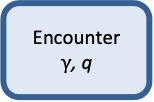 Encounter
γ, q